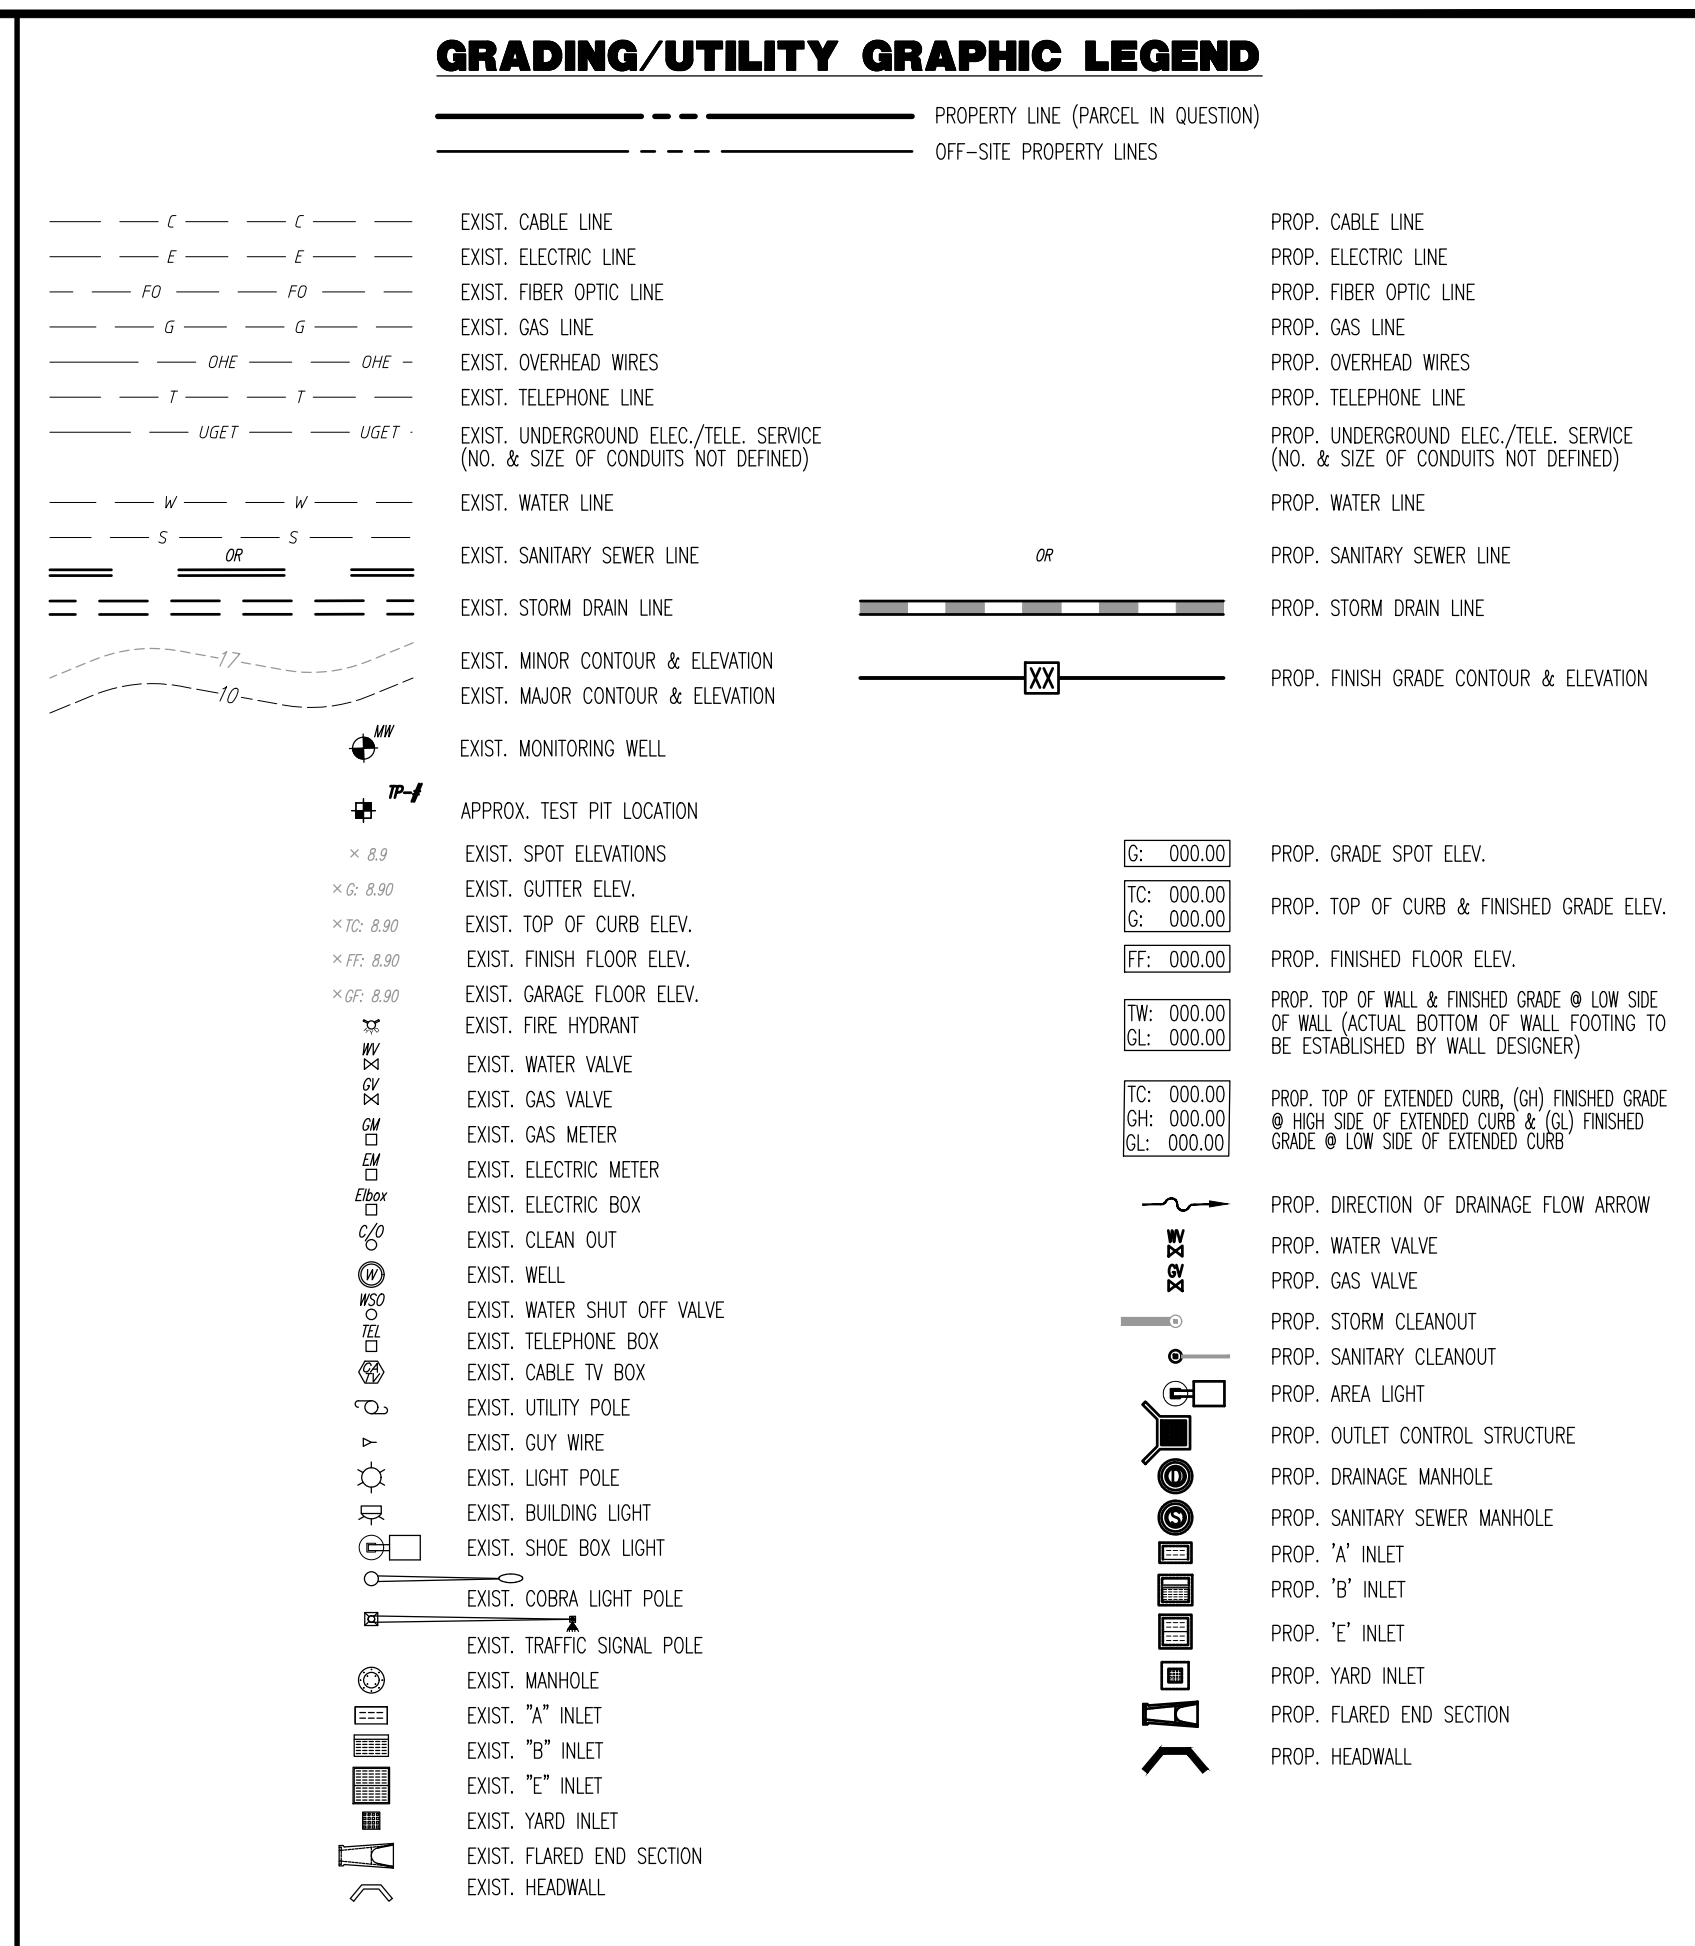 GRADING/UTILITY GRAPHIC LEGEND
PROPERTY LINE (PARCEL IN QUESTION)
OFF-SITE PROPERTY LINES
C C EXIST. CABLE LINE
E E EXIST. ELECTRIC LINE
FO FO EXIST. FIBER OPTIC LINE
G G EXIST. GAS LINE
OHE OHE EXIST. OVERHEAD WIRES
T T EXIST. TELEPHONE LINE
UGET UGET EXIST. UNDERGROUND ELEC./TELE. SERVICE
(NO. & SIZE OF CONDUITS NOT DEFINED)
W W EXIST. WATER LINE
S S
OR EXIST. SANITARY SEWER LINE
EXIST. STORM DRAIN LINE
17 EXIST. MINOR CONTOUR & ELEVATION
10 EXIST. MAJOR CONTOUR & ELEVATION
MW EXIST. MONITORING WELL
TP-# APPROX. TEST PIT LOCATION
× 8.9 EXIST. SPOT ELEVATIONS
× G: 8.90 EXIST. GUTTER ELEV.
× TC: 8.90 EXIST. TOP OF CURB ELEV.
× FF: 8.90 EXIST. FINISH FLOOR ELEV.
× GF: 8.90 EXIST. GARAGE FLOOR ELEV.
EXIST. FIRE HYDRANT
WV EXIST. WATER VALVE
GV EXIST. GAS VALVE
GM EXIST. GAS METER
EM EXIST. ELECTRIC METER
Elbox EXIST. ELECTRIC BOX
C/O EXIST. CLEAN OUT
W EXIST. WELL
WSO EXIST. WATER SHUT OFF VALVE
TEL EXIST. TELEPHONE BOX
CA
TV EXIST. CABLE TV BOX
EXIST. UTILITY POLE
EXIST. GUY WIRE
EXIST. LIGHT POLE
EXIST. BUILDING LIGHT
EXIST. SHOE BOX LIGHT
EXIST. COBRA LIGHT POLE
EXIST. TRAFFIC SIGNAL POLE
EXIST. MANHOLE
EXIST. "A" INLET
EXIST. "B" INLET
EXIST. "E" INLET
EXIST. YARD INLET
EXIST. FLARED END SECTION
EXIST. HEADWALL
PROP. CABLE LINE
PROP. ELECTRIC LINE
PROP. FIBER OPTIC LINE
PROP. GAS LINE
PROP. OVERHEAD WIRES
PROP. TELEPHONE LINE
PROP. UNDERGROUND ELEC./TELE. SERVICE
(NO. & SIZE OF CONDUITS NOT DEFINED)
PROP. WATER LINE
OR PROP. SANITARY SEWER LINE
PROP. STORM DRAIN LINE
XX PROP. FINISH GRADE CONTOUR & ELEVATION
G: 000.00 PROP. GRADE SPOT ELEV.
TC: 000.00
G: 000.00
PROP. TOP OF CURB & FINISHED GRADE ELEV.
FF: 000.00 PROP. FINISHED FLOOR ELEV.
TW: 000.00
GL: 000.00
PROP. TOP OF WALL & FINISHED GRADE @ LOW SIDE
OF WALL (ACTUAL BOTTOM OF WALL FOOTING TO
BE ESTABLISHED BY WALL DESIGNER)
TC: 000.00
GH: 000.00
GL: 000.00
PROP. TOP OF EXTENDED CURB, (GH) FINISHED GRADE
@ HIGH SIDE OF EXTENDED CURB & (GL) FINISHED
GRADE @ LOW SIDE OF EXTENDED CURB
PROP. DIRECTION OF DRAINAGE FLOW ARROW
WV PROP. WATER VALVE
GV PROP. GAS VALVE
PROP. STORM CLEANOUT
PROP. SANITARY CLEANOUT
PROP. AREA LIGHT
PROP. OUTLET CONTROL STRUCTURE
D PROP. DRAINAGE MANHOLE
S PROP. SANITARY SEWER MANHOLE
PROP. 'A' INLET
PROP. 'B' INLET
PROP. 'E' INLET
PROP. YARD INLET
PROP. FLARED END SECTION
PROP. HEADWALL